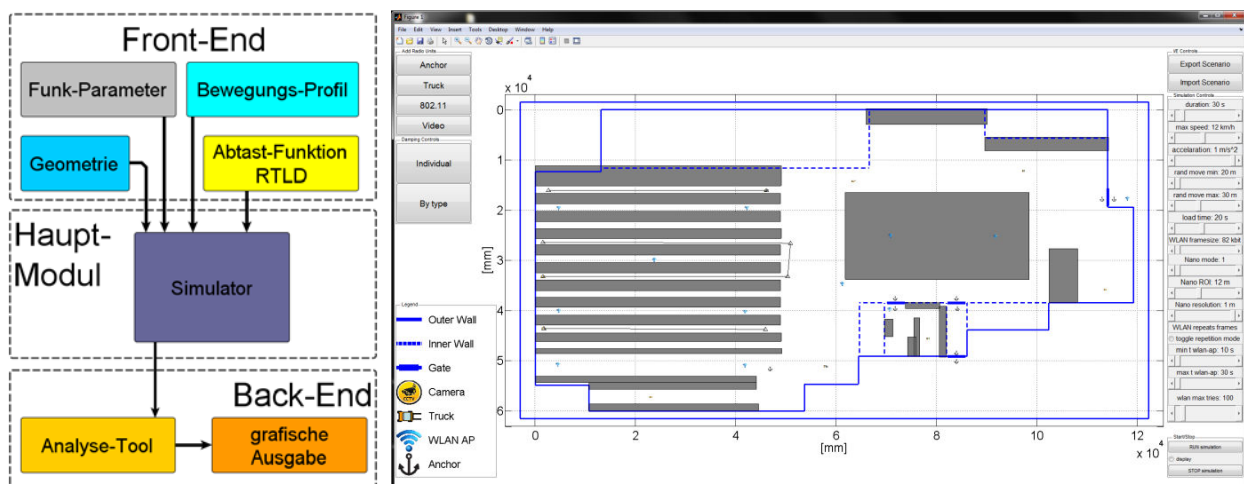 Front-End
Funk-Parameter
Bewegungs-Profil
Geometrie
Abtast-Funktion
RTLD
Haupt-
Modul
Simulator
Back-End
Analyse-Tool
grafische
Ausgabe
Figure 1
File Edit View Insert Tools Desktop Window Help
Add Radio Units
Anchor
Truck
802.11
Video
Damping Controls
Individual
By type
Legend
Outer Wall
Inner Wall
Gate
Camera
CCTV
Truck
WLAN AP
Anchor
x 10^4
0
1
2
3
4
5
6
[mm]
0 2 4 6 8 10 12
[mm]
x 10^4
I/E Controls
Export Scenario
Import Scenario
Simulation Controls
duration: 30 s
max speed: 12 km/h
accelaration: 1 m/s^2
rand move min: 20 m
rand move max: 30 m
load time: 20 s
WLAN framesize: 82 kbit
Nano mode: 1
Nano ROI: 12 m
Nano resolution: 1 m
WLAN repeats frames
toggle repetition mode
min t wlan-ap: 10 s
max t wlan-ap: 30 s
wlan max tries: 100
Start/Stop
RUN simulation
display
STOP simulation